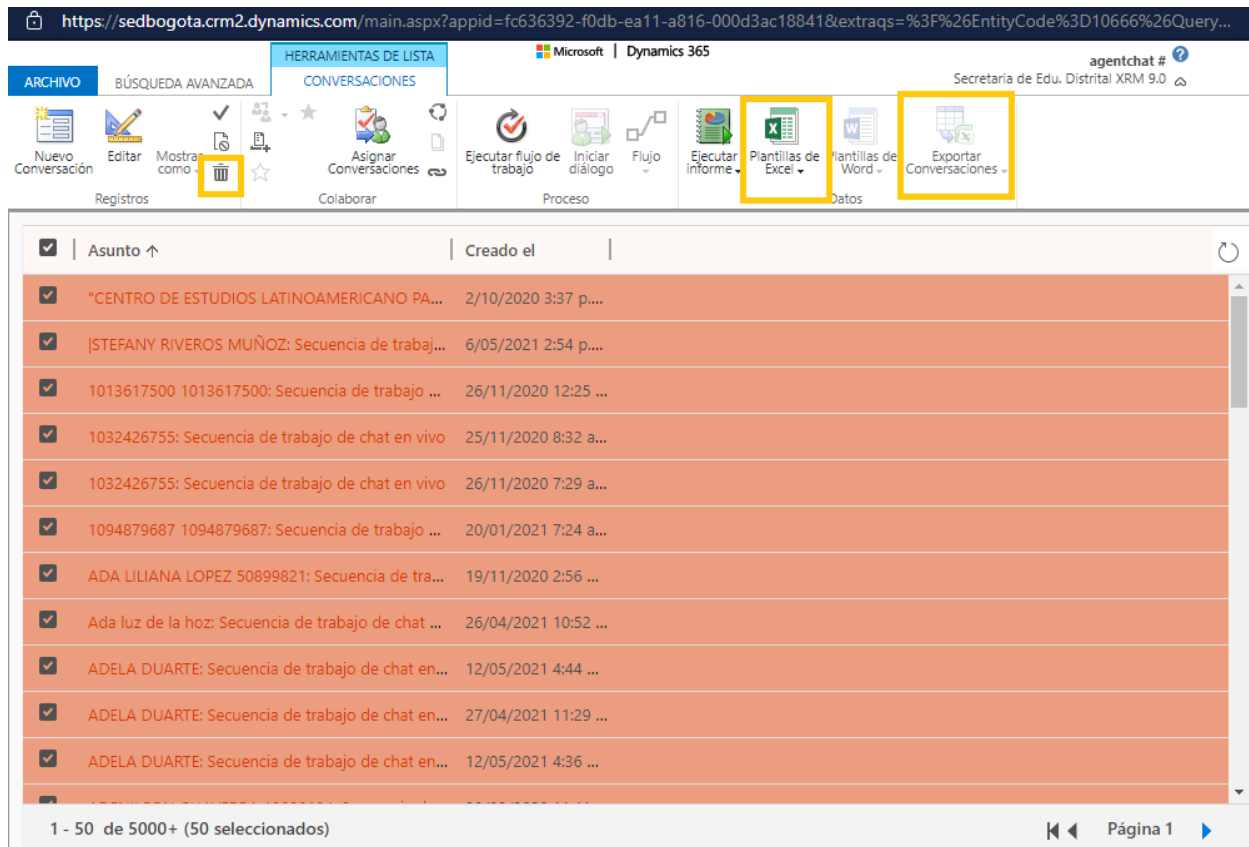 https://sedbogota.crm2.dynamics.com/main.aspx?appid=fc636392-f0db-ea11-a816-000d3ac18841&extraqs=%3F%26EntityCode%3D10666%26Query...
HERRAMIENTAS DE LISTA
Microsoft | Dynamics 365
agentchat #
ARCHIVO BÚSQUEDA AVANZADA CONVERSACIONES
Secretaria de Edu. Distrital XRM 9.0
Nuevo Conversación
Editar
Mostrar como
Asignar Conversaciones
Ejecutar flujo de trabajo
Iniciar diálogo
Flujo
Ejecutar informe
Plantillas de Excel
Plantillas de Word
Exportar Conversaciones
Registros Colaborar Proceso Datos
Asunto Creado el
"CENTRO DE ESTUDIOS LATINOAMERICANO PA... 2/10/2020 3:37 p....
|STEFANY RIVEROS MUÑOZ: Secuencia de trabaj... 6/05/2021 2:54 p....
1013617500 1013617500: Secuencia de trabajo ... 26/11/2020 12:25 ...
1032426755: Secuencia de trabajo de chat en vivo 25/11/2020 8:32 a...
1032426755: Secuencia de trabajo de chat en vivo 26/11/2020 7:29 a...
1094879687 1094879687: Secuencia de trabajo ... 20/01/2021 7:24 a...
ADA LILIANA LOPEZ 50899821: Secuencia de tra... 19/11/2020 2:56 ...
Ada luz de la hoz: Secuencia de trabajo de chat ... 26/04/2021 10:52 ...
ADELA DUARTE: Secuencia de trabajo de chat en... 12/05/2021 4:44 ...
ADELA DUARTE: Secuencia de trabajo de chat en... 27/04/2021 11:29 ...
ADELA DUARTE: Secuencia de trabajo de chat en... 12/05/2021 4:36 ...
1 - 50 de 5000+ (50 seleccionados) Página 1